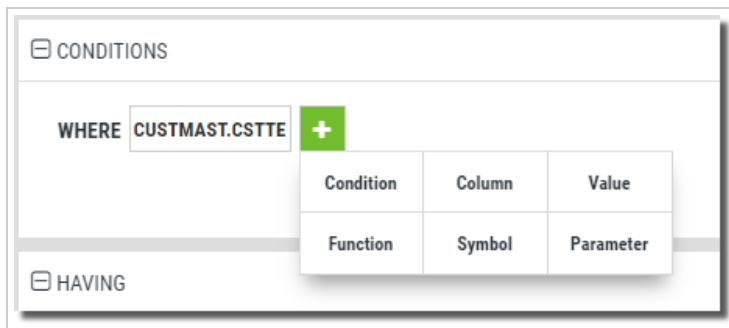 CONDITIONS
WHERE CUSTMAST.CSTTE +
Condition Column Value
Function Symbol Parameter
HAVING